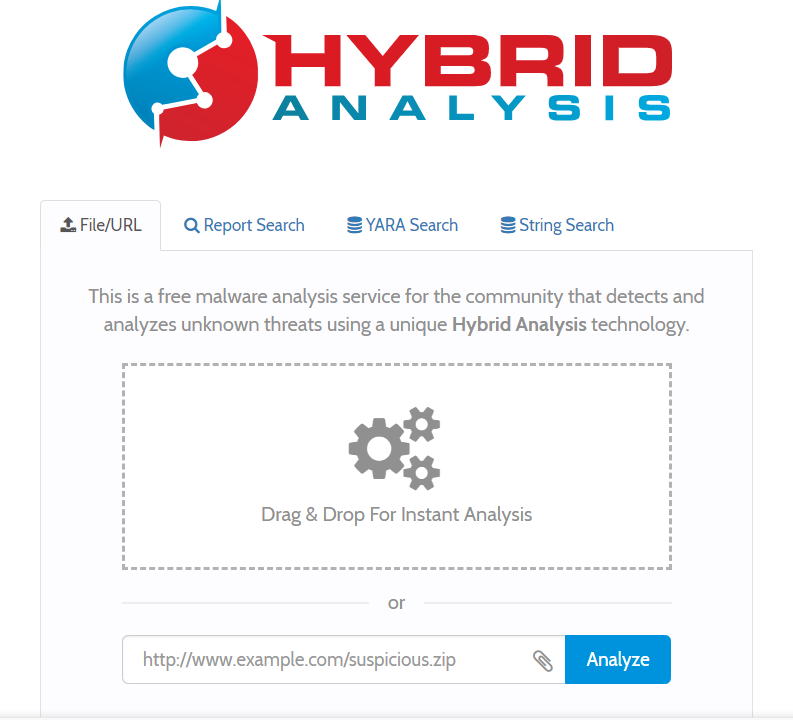 HYBRID
ANALYSIS
File/URL
Report Search
YARA Search
String Search
This is a free malware analysis service for the community that detects and
analyzes unknown threats using a unique Hybrid Analysis technology.
Drag & Drop For Instant Analysis
or
http://www.example.com/suspicious.zip
Analyze